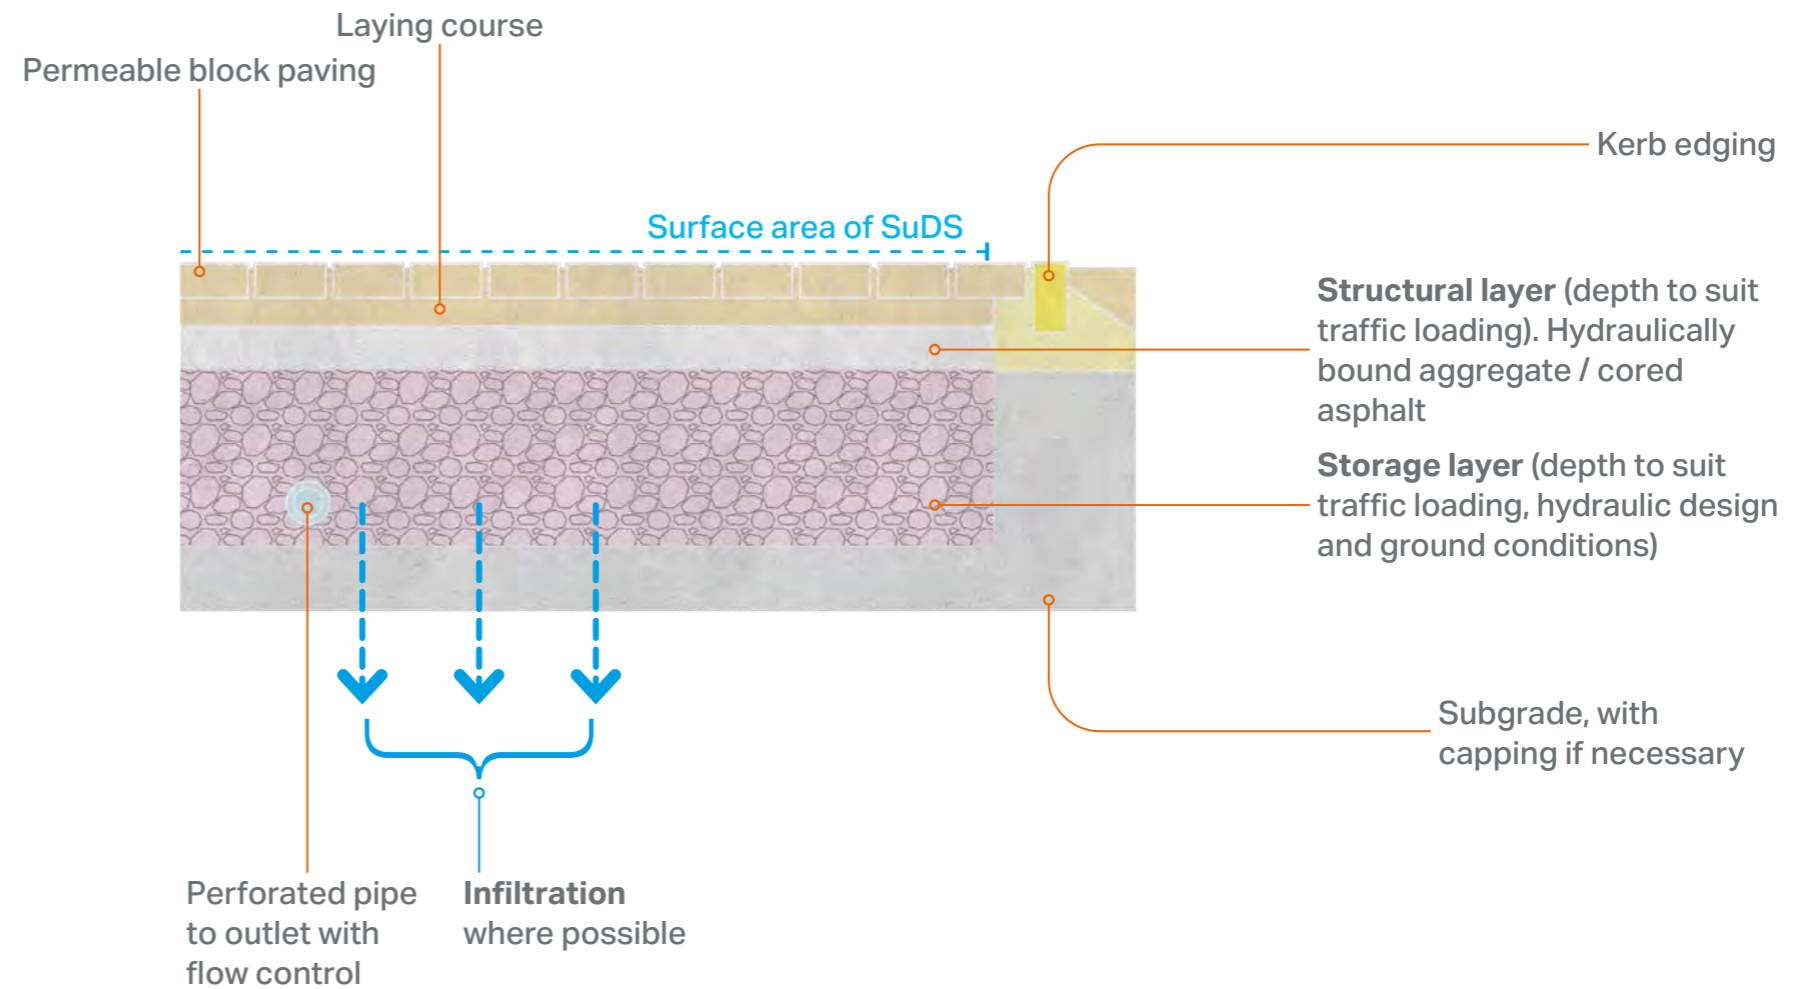 Laying course
Permeable block paving
Kerb edging
Surface area of SuDS
Structural layer (depth to suit
traffic loading). Hydraulically
bound aggregate / cored
asphalt
Storage layer (depth to suit
traffic loading, hydraulic design
and ground conditions)
Subgrade, with
capping if necessary
Perforated pipe
to outlet with
flow control
Infiltration
where possible